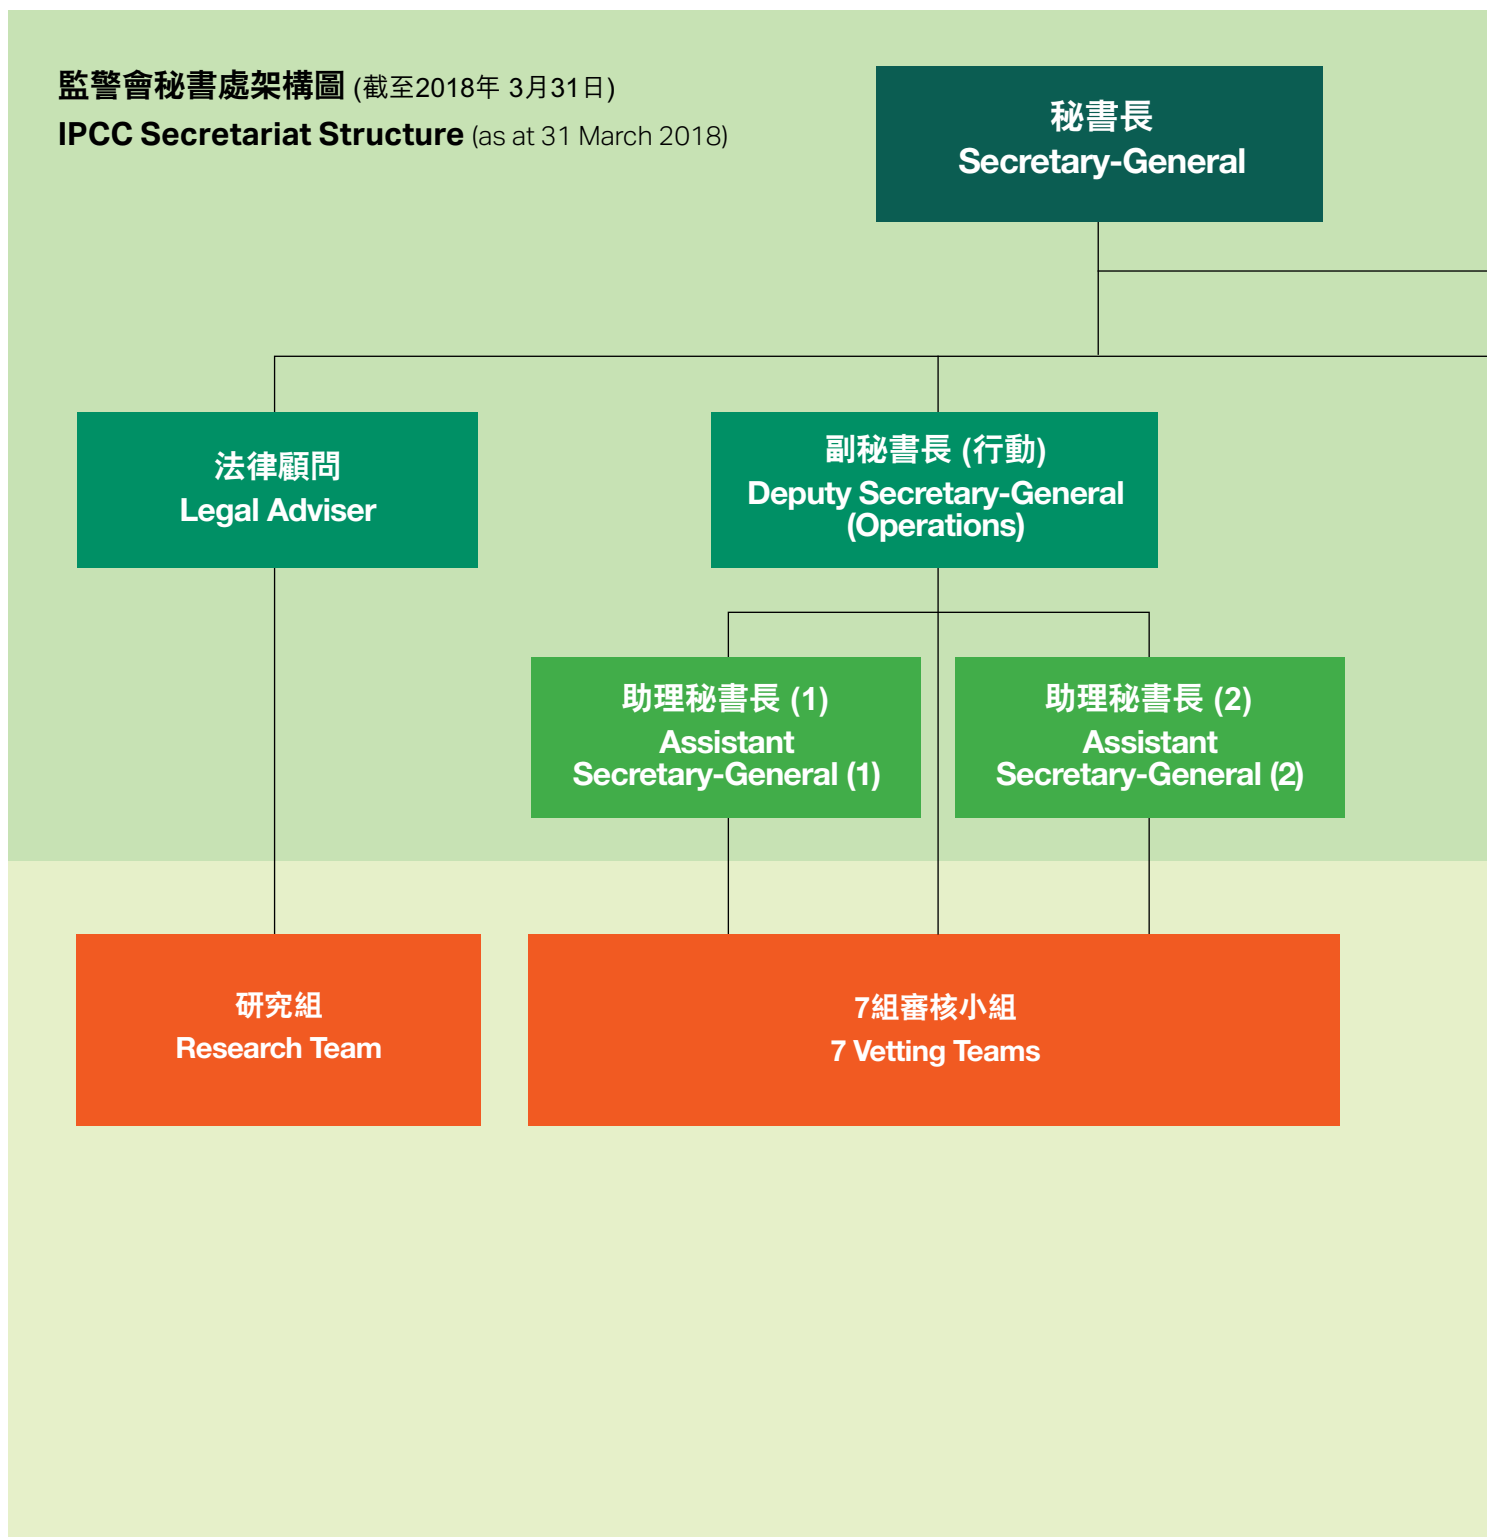 監警會秘書處架構圖 (截至2018年 3月31日)
IPCC Secretariat Structure (as at 31 March 2018)
秘書長
Secretary-General
法律顧問
Legal Adviser
副秘書長 (行動)
Deputy Secretary-General
(Operations)
助理秘書長 (1)
Assistant
Secretary-General (1)
助理秘書長 (2)
Assistant
Secretary-General (2)
研究組
Research Team
7組審核小組
7 Vetting Teams